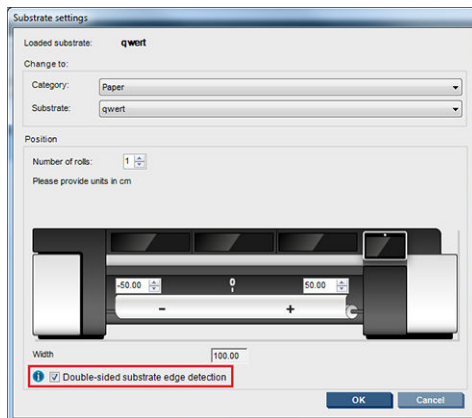 Substrate settings
Loaded substrate: qwert
Change to:
Category: Paper
Substrate: qwert
Position
Number of rolls: 1
Please provide units in cm
-50.00 0 50.00
- +
Width 100.00
Double-sided substrate edge detection
OK Cancel